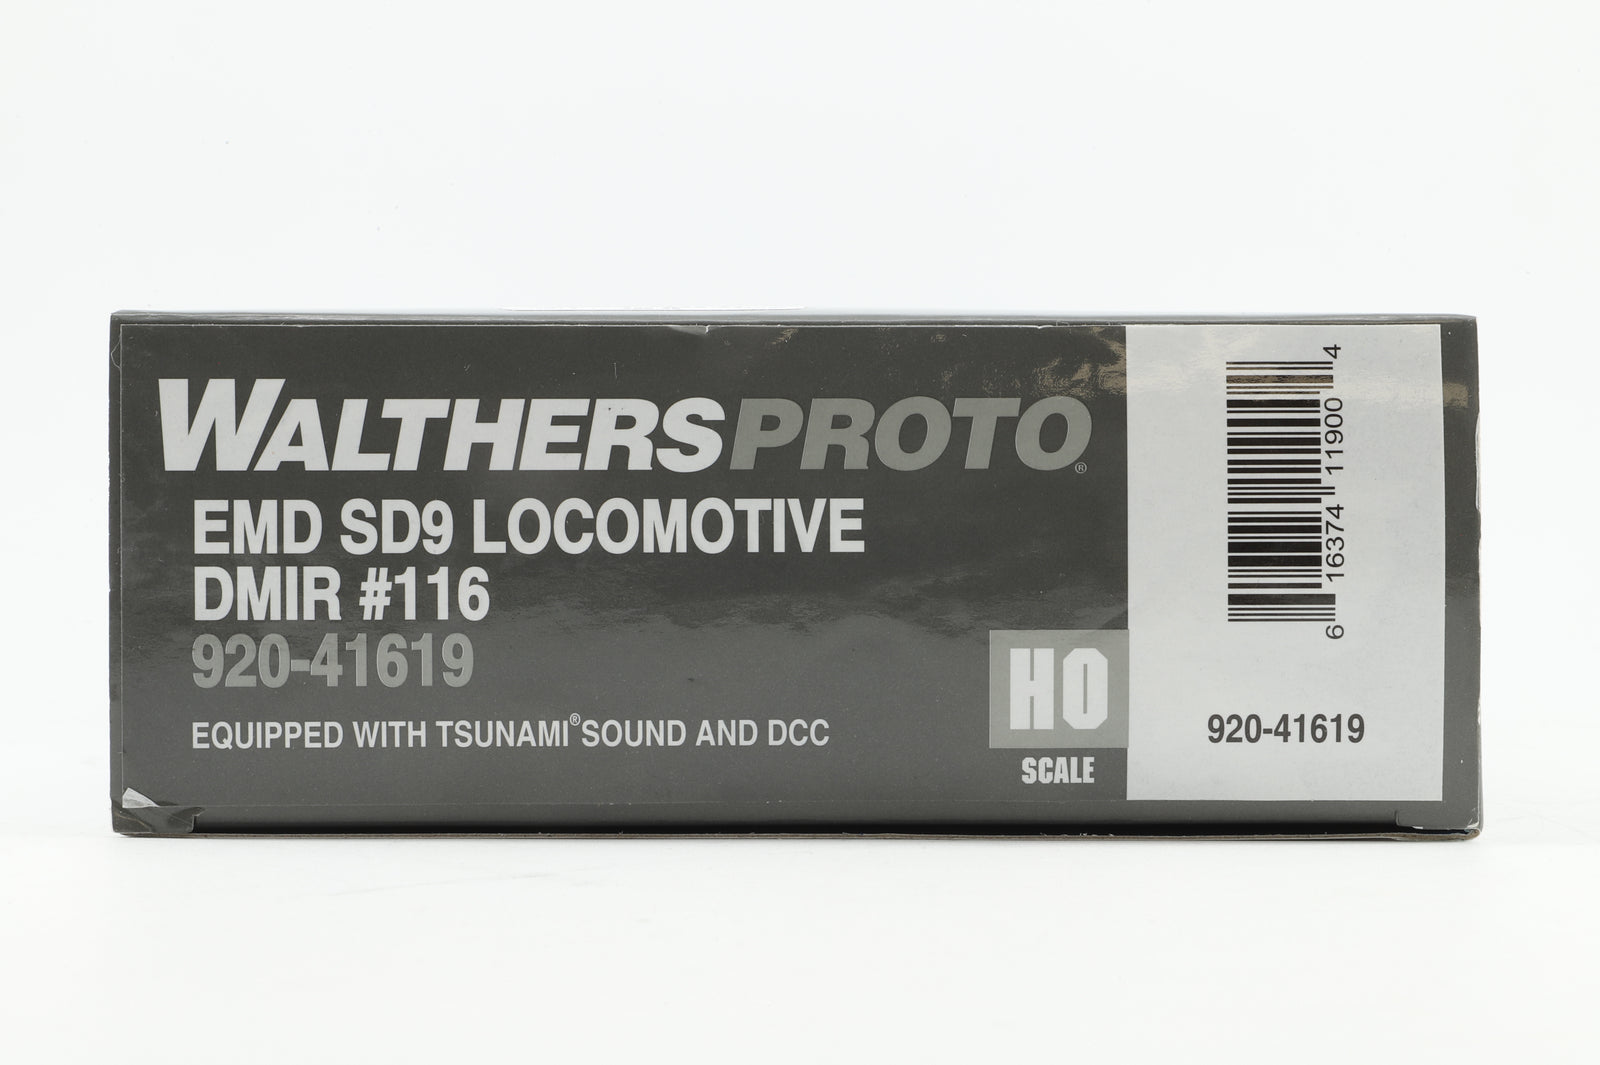 WALTHERSPROTO®
EMD SD9 LOCOMOTIVE
DMIR #116
920-41619
EQUIPPED WITH TSUNAMI® SOUND AND DCC
HO
SCALE
6 16374 11900 4
920-41619